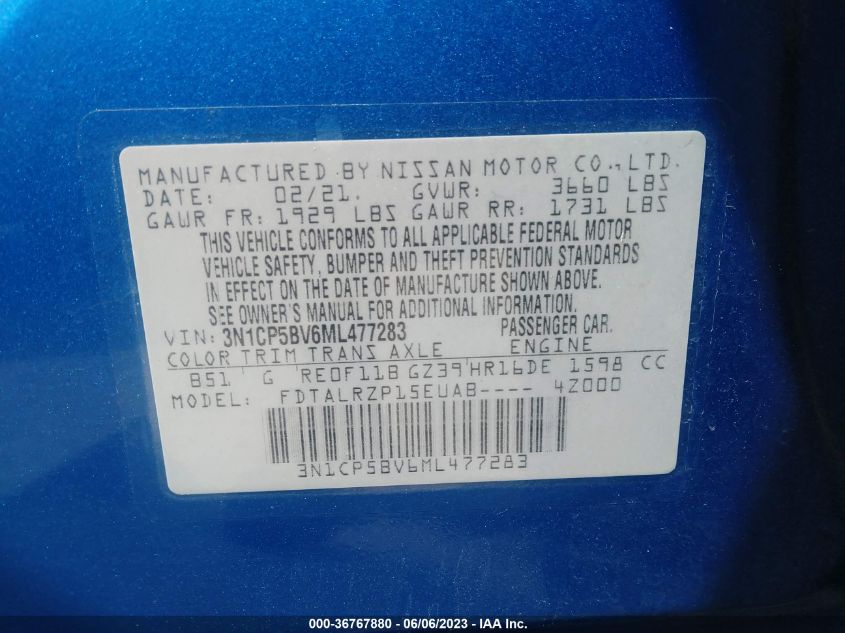 MANUFACTURED BY NISSAN MOTOR CO., LTD.
DATE: 02/21. GVWR: 3660 LBS
GAWR FR: 1929 LBS GAWR RR: 1731 LBS
THIS VEHICLE CONFORMS TO ALL APPLICABLE FEDERAL MOTOR
VEHICLE SAFETY, BUMPER AND THEFT PREVENTION STANDARDS
IN EFFECT ON THE DATE OF MANUFACTURE SHOWN ABOVE.
SEE OWNER'S MANUAL FOR ADDITIONAL INFORMATION.
VIN: 3N1CP5BV6ML477283 PASSENGER CAR.
COLOR TRIM TRANS AXLE ENGINE
B51 G RE0F11B GZ39 HR16DE 1598 CC
MODEL: FDTALRZP15EUAB---- 4Z000
3N1CP5BV6ML477283
000-36767880 - 06/06/2023 - IAA Inc.